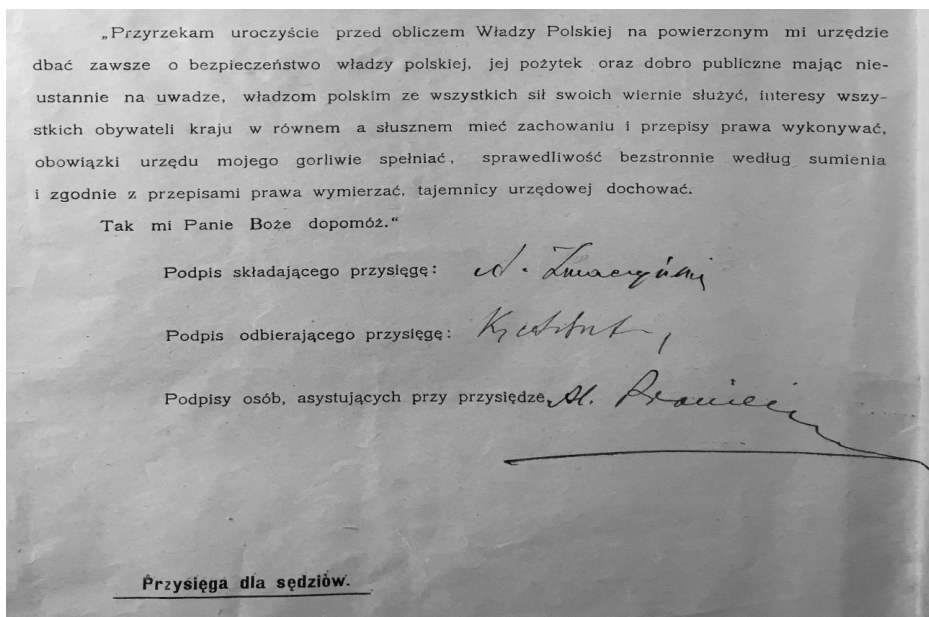 „Przyrzekam uroczyście przed obliczem Władzy Polskiej na powierzonym mi urzędzie
dbać zawsze o bezpieczeństwo władzy polskiej, jej pożytek oraz dobro publiczne mając nie-
ustannie na uwadze, władzom polskim ze wszystkich sił swoich wiernie służyć, interesy wszy-
stkich obywateli kraju w równem a słusznem mieć zachowaniu i przepisy prawa wykonywać,
obowiązki urzędu mojego gorliwie spełniać, sprawedliwość bezstronnie według sumienia
i zgodnie z przepisami prawa wymierzać, tajemnicy urzędowej dochować.
Tak mi Panie Boże dopomóż.“
Podpis składającego przysięgę:
Podpis odbierającego przysięgę:
Podpisy osób, asystujących przy przysiędze
Przysięga dla sędziów.